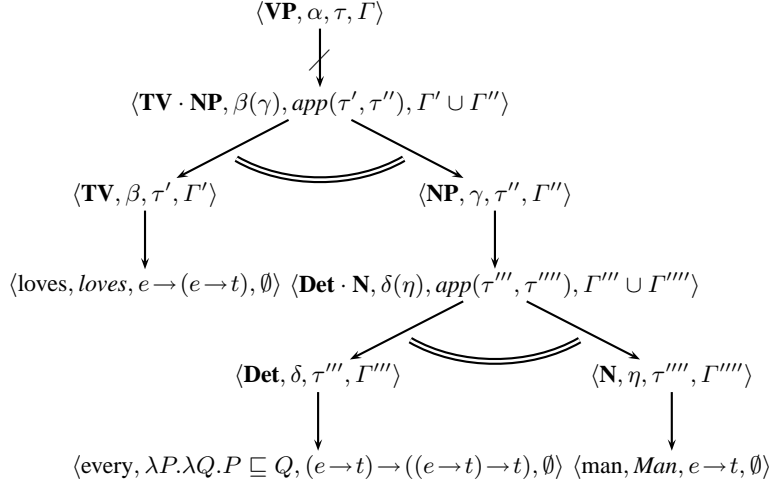 ⟨VP, α, τ, Γ⟩
⟨TV · NP, β(γ), app(τ′, τ″), Γ′ ∪ Γ″⟩
⟨TV, β, τ′, Γ′⟩ ⟨NP, γ, τ″, Γ″⟩
⟨loves, loves, e→(e→t), ∅⟩ ⟨Det · N, δ(η), app(τ‴, τ⁗), Γ‴ ∪ Γ⁗⟩
⟨Det, δ, τ‴, Γ‴⟩ ⟨N, η, τ⁗, Γ⁗⟩
⟨every, λP.λQ.P ⊑ Q, (e→t)→((e→t)→t), ∅⟩ ⟨man, Man, e→t, ∅⟩